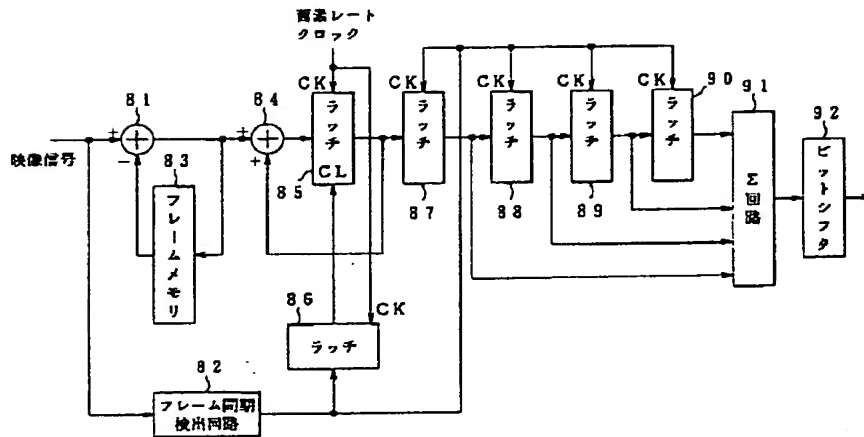 画素レート
クロック
映像信号
81
83
フレームメモリ
84
CK
ラッチ
CL
85
86
CK
ラッチ
82
フレーム同期
検出回路
CK
ラッチ
87
CK
ラッチ
88
CK
ラッチ
89
CK
ラッチ
90
91
Σ回路
92
ビットシフタ